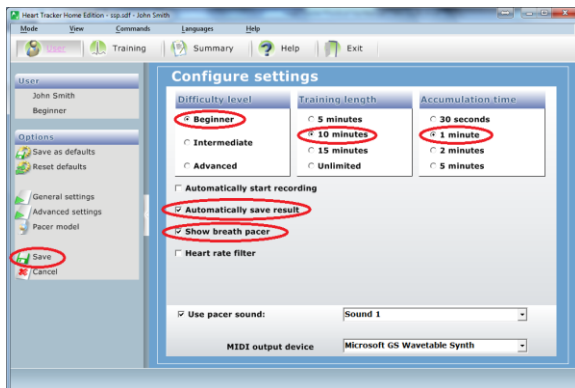 Heart Tracker Home Edition - ssp.sdf - John Smith
Mode View Commands Languages Help
User Training Summary Help Exit
User
John Smith
Beginner
Options
Save as defaults
Reset defaults
General settings
Advanced settings
Pacer model
Save
Cancel
Configure settings
Difficulty level Training length Accumulation time
Beginner 5 minutes 30 seconds
10 minutes 1 minute
Intermediate
15 minutes 2 minutes
Advanced Unlimited 5 minutes
Automatically start recording
Automatically save result
Show breath pacer
Heart rate filter
Use pacer sound: Sound 1
MIDI output device Microsoft GS Wavetable Synth